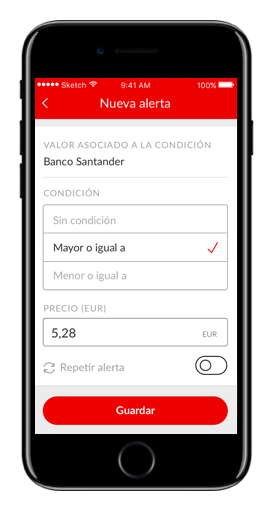 Sketch 9:41 AM 100%
Nueva alerta
VALOR ASOCIADO A LA CONDICIÓN
Banco Santander
CONDICIÓN
Sin condición
Mayor o igual a
Menor o igual a
PRECIO (EUR)
5,28 EUR
Repetir alerta
Guardar